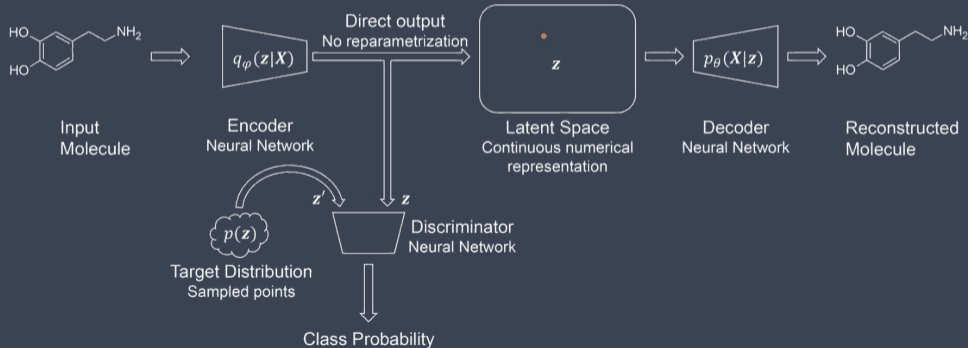 HO
HO
NH₂
Input
Molecule
qφ(z|X)
Encoder
Neural Network
Direct output
No reparametrization
z
Latent Space
Continuous numerical
representation
pθ(X|z)
Decoder
Neural Network
HO
HO
NH₂
Reconstructed
Molecule
z′
z
p(z)
Target Distribution
Sampled points
Discriminator
Neural Network
Class Probability